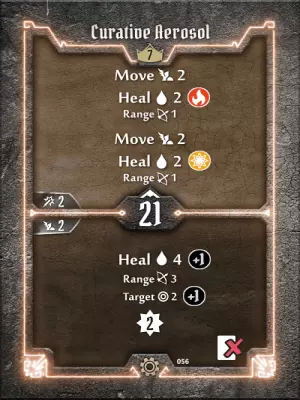 Curative Aerosol
7
Move 2
Heal 2
Range 1
Move 2
Heal 2
Range 1
2
21
2
Heal 4 +1
Range 3
Target 2 +1
2
056